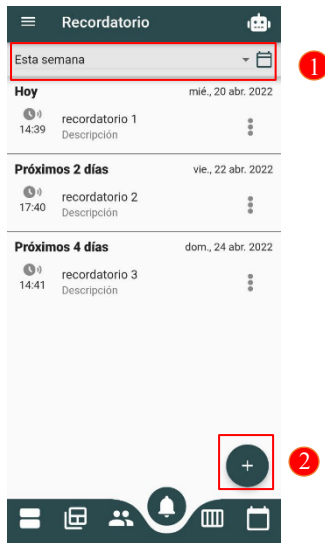 Recordatorio
Esta semana
1
Hoy mié., 20 abr. 2022
14:39 recordatorio 1
Descripción
Próximos 2 días vie., 22 abr. 2022
17:40 recordatorio 2
Descripción
Próximos 4 días dom., 24 abr. 2022
14:41 recordatorio 3
Descripción
+ 2